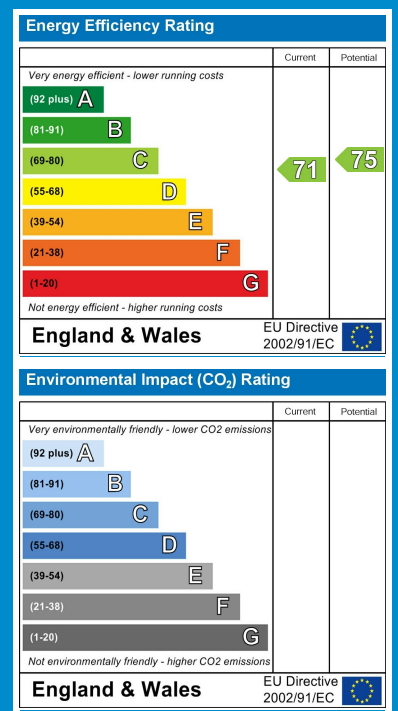 Energy Efficiency Rating
Current Potential
Very energy efficient - lower running costs
(92 plus) A
(81-91) B
(69-80) C
71 75
(55-68) D
(39-54) E
(21-38) F
(1-20) G
Not energy efficient - higher running costs
England & Wales
EU Directive
2002/91/EC
Environmental Impact (CO₂) Rating
Current Potential
Very environmentally friendly - lower CO2 emissions
(92 plus) A
(81-91) B
(69-80) C
(55-68) D
(39-54) E
(21-38) F
(1-20) G
Not environmentally friendly - higher CO2 emissions
England & Wales
EU Directive
2002/91/EC